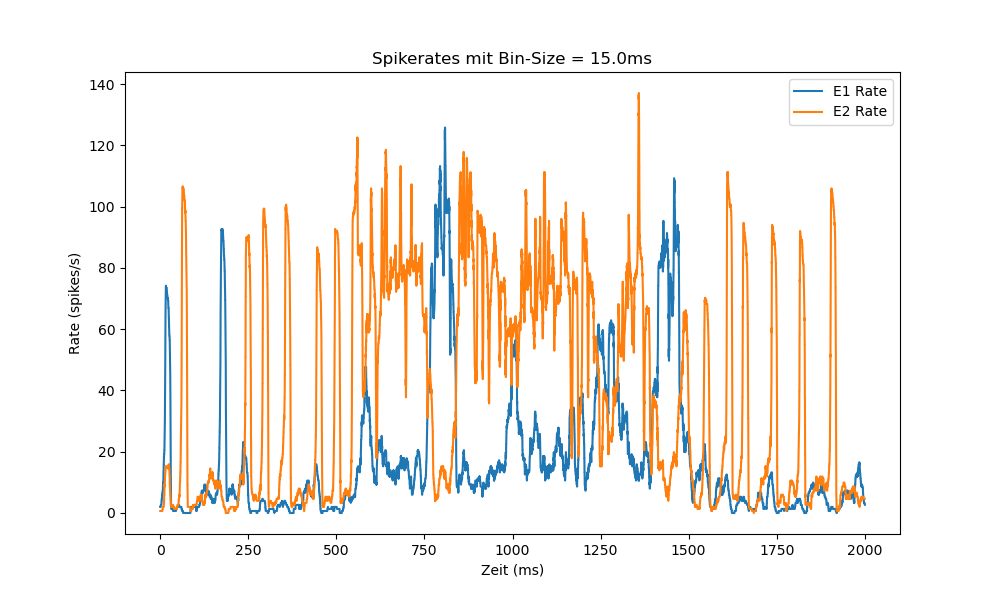 Spikerates mit Bin-Size = 15.0ms
E1 Rate
E2 Rate
140
120
100
80
60
40
20
0
Rate (spikes/s)
0 250 500 750 1000 1250 1500 1750 2000
Zeit (ms)